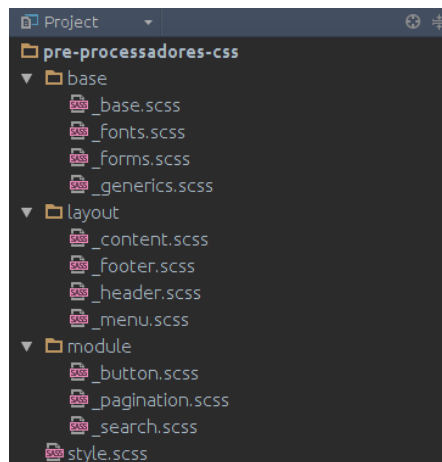 Project
pre-processadores-css
base
_base.scss
_fonts.scss
_forms.scss
_generics.scss
layout
_content.scss
_footer.scss
_header.scss
_menu.scss
module
_button.scss
_pagination.scss
_search.scss
style.scss